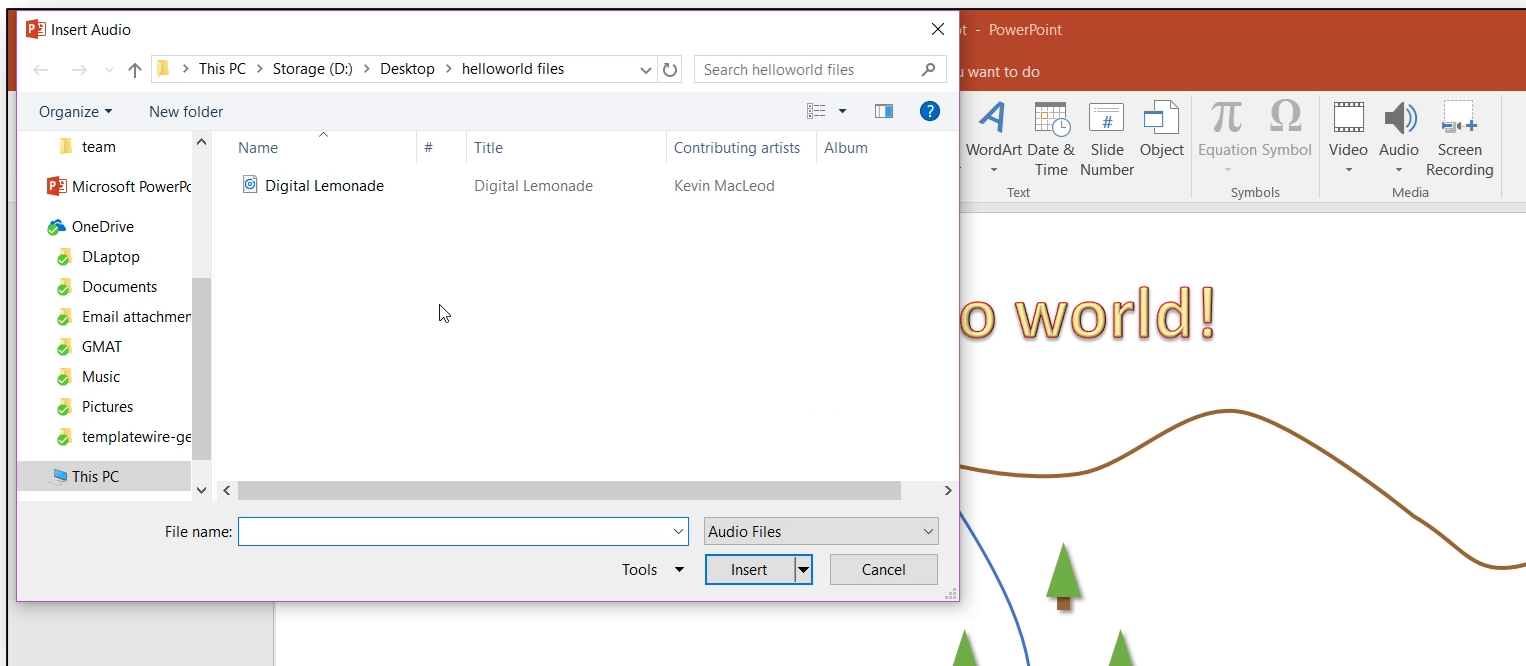 Insert Audio
t - PowerPoint
This PC > Storage (D:) > Desktop > helloworld files
Search helloworld files
u want to do
Organize
New folder
?
team
Microsoft PowerPo
OneDrive
DLaptop
Documents
Email attachmen
GMAT
Music
Pictures
templatewire-ge
This PC
Name # Title Contributing artists Album
Digital Lemonade Digital Lemonade Kevin MacLeod
File name:
Audio Files
Tools
Insert
Cancel
WordArt
Date & Time
#
Slide Number
Object
Text
π
Equation
Ω
Symbol
Symbols
Video
Audio
Screen Recording
Media
o world!